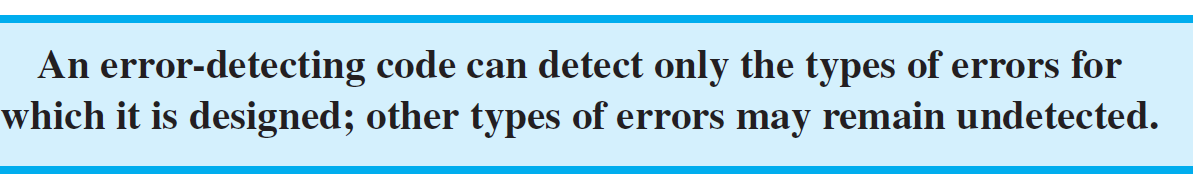 An error-detecting code can detect only the types of errors for
which it is designed; other types of errors may remain undetected.